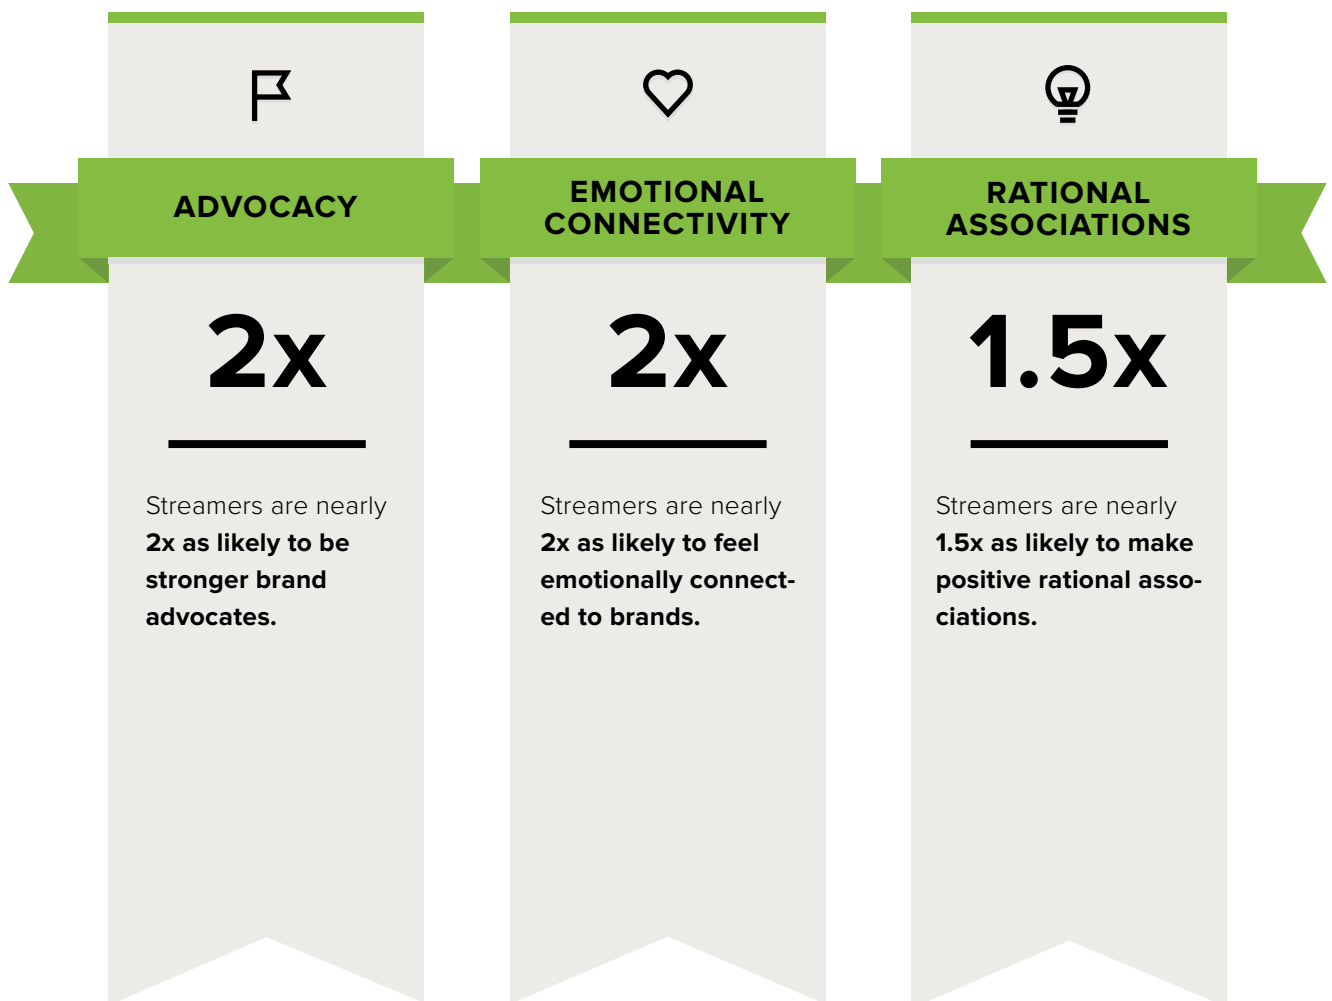 ADVOCACY
2x
Streamers are nearly
2x as likely to be
stronger brand
advocates.
EMOTIONAL
CONNECTIVITY
2x
Streamers are nearly
2x as likely to feel
emotionally connect-
ed to brands.
RATIONAL
ASSOCIATIONS
1.5x
Streamers are nearly
1.5x as likely to make
positive rational asso-
ciations.